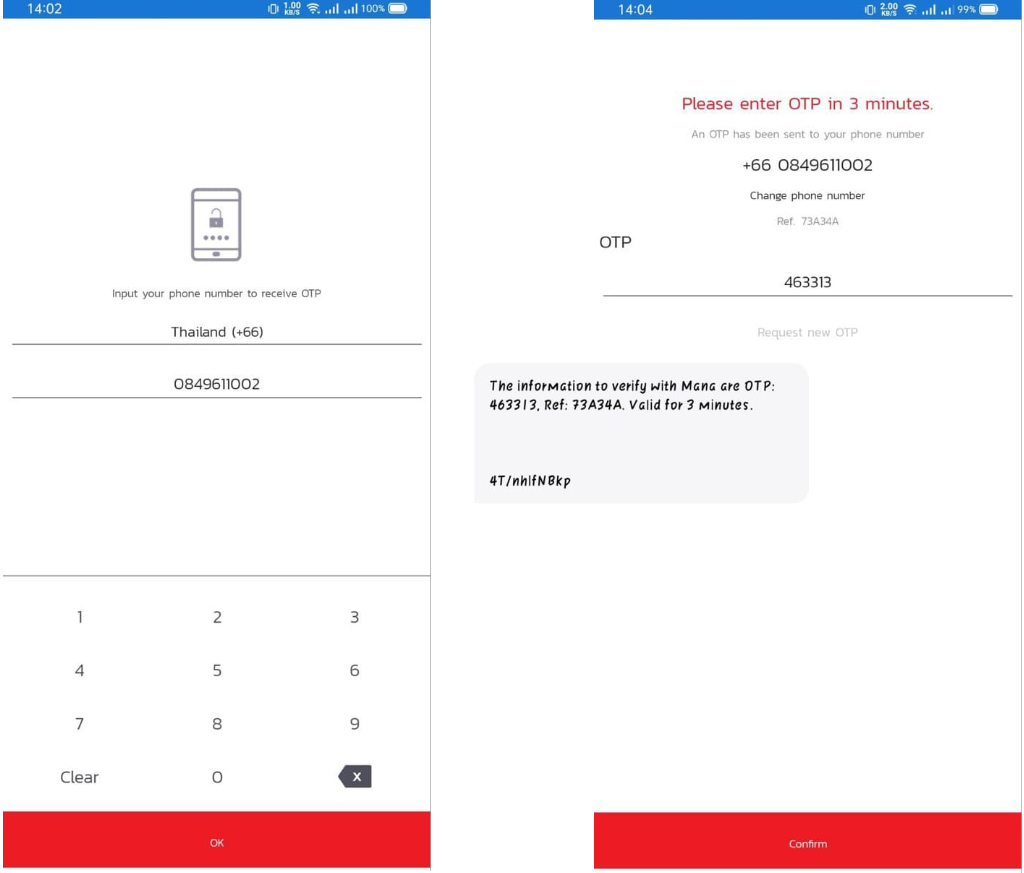 14:02
1.00 KB/S
100%
Input your phone number to receive OTP
Thailand (+66)
0849611002
1 2 3
4 5 6
7 8 9
Clear 0 X
OK
14:04
2.00 KB/S
99%
Please enter OTP in 3 minutes.
An OTP has been sent to your phone number
+66 0849611002
Change phone number
Ref. 73A34A
OTP
463313
Request new OTP
The information to verify with Mana are OTP:
463313, Ref: 73A34A. Valid for 3 minutes.
4T/nhlfNBkp
Confirm